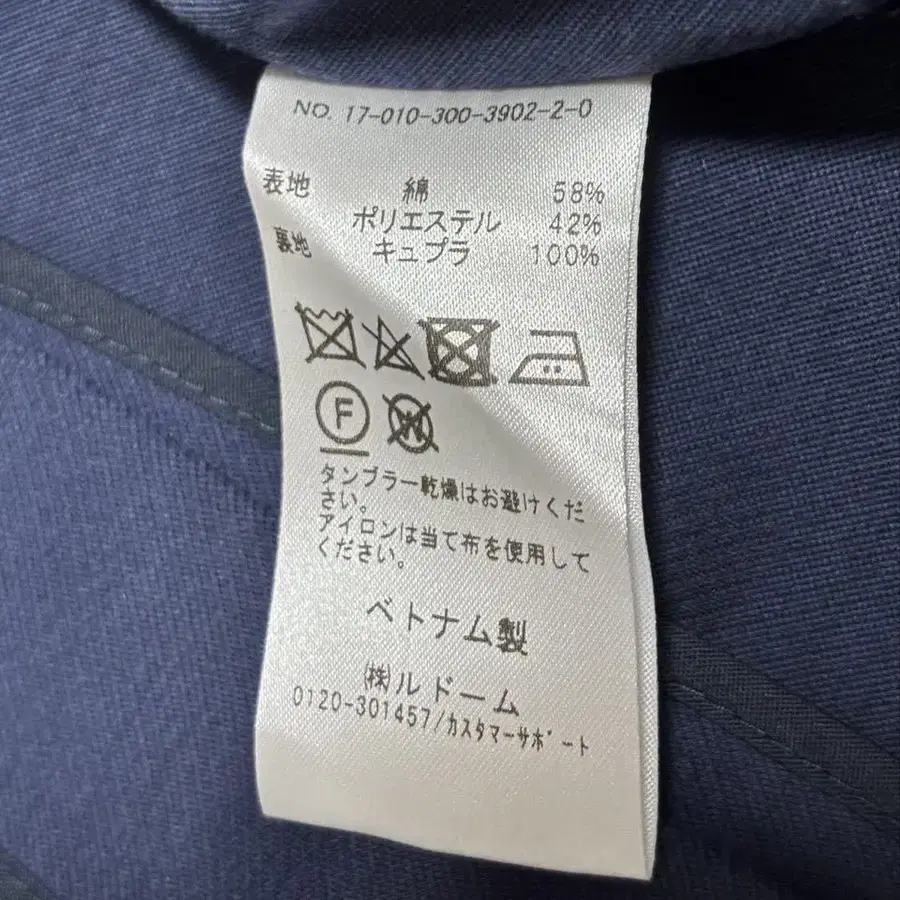 NO. 17-010-300-3902-2-0
表地 綿 58%
ポリエステル 42%
裏地 キュプラ 100%
F W
タンブラー乾燥はお避けくだ
さい。
アイロンは当て布を使用して
ください。
ベトナム製
(株)ルドーム
0120-301457/カスタマーサポート